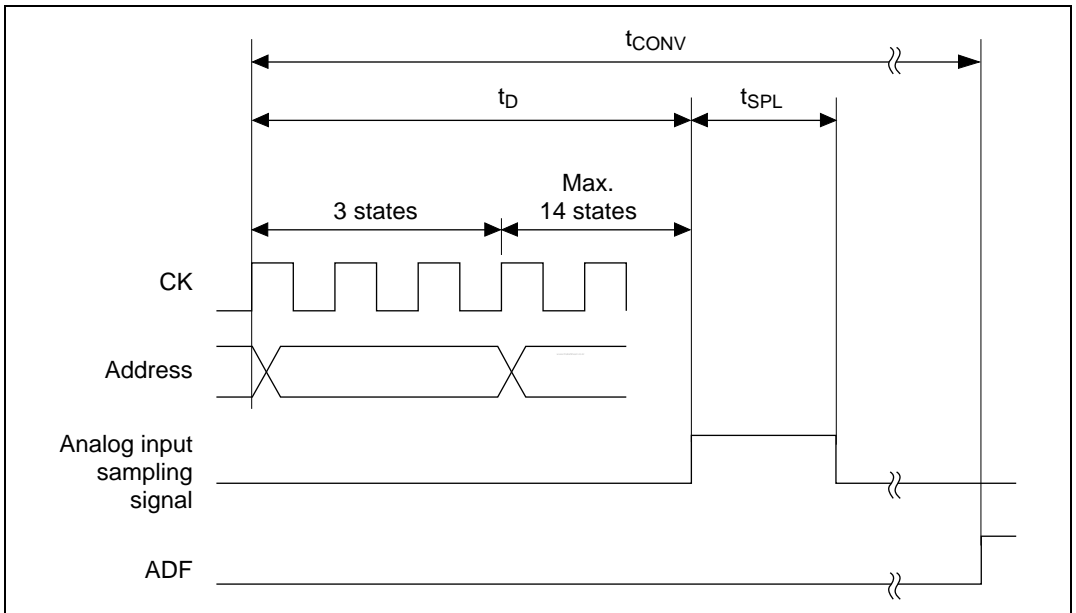 tCONV
tD
tSPL
Max.
3 states
14 states
CK
Address
Analog input
sampling
signal
ADF